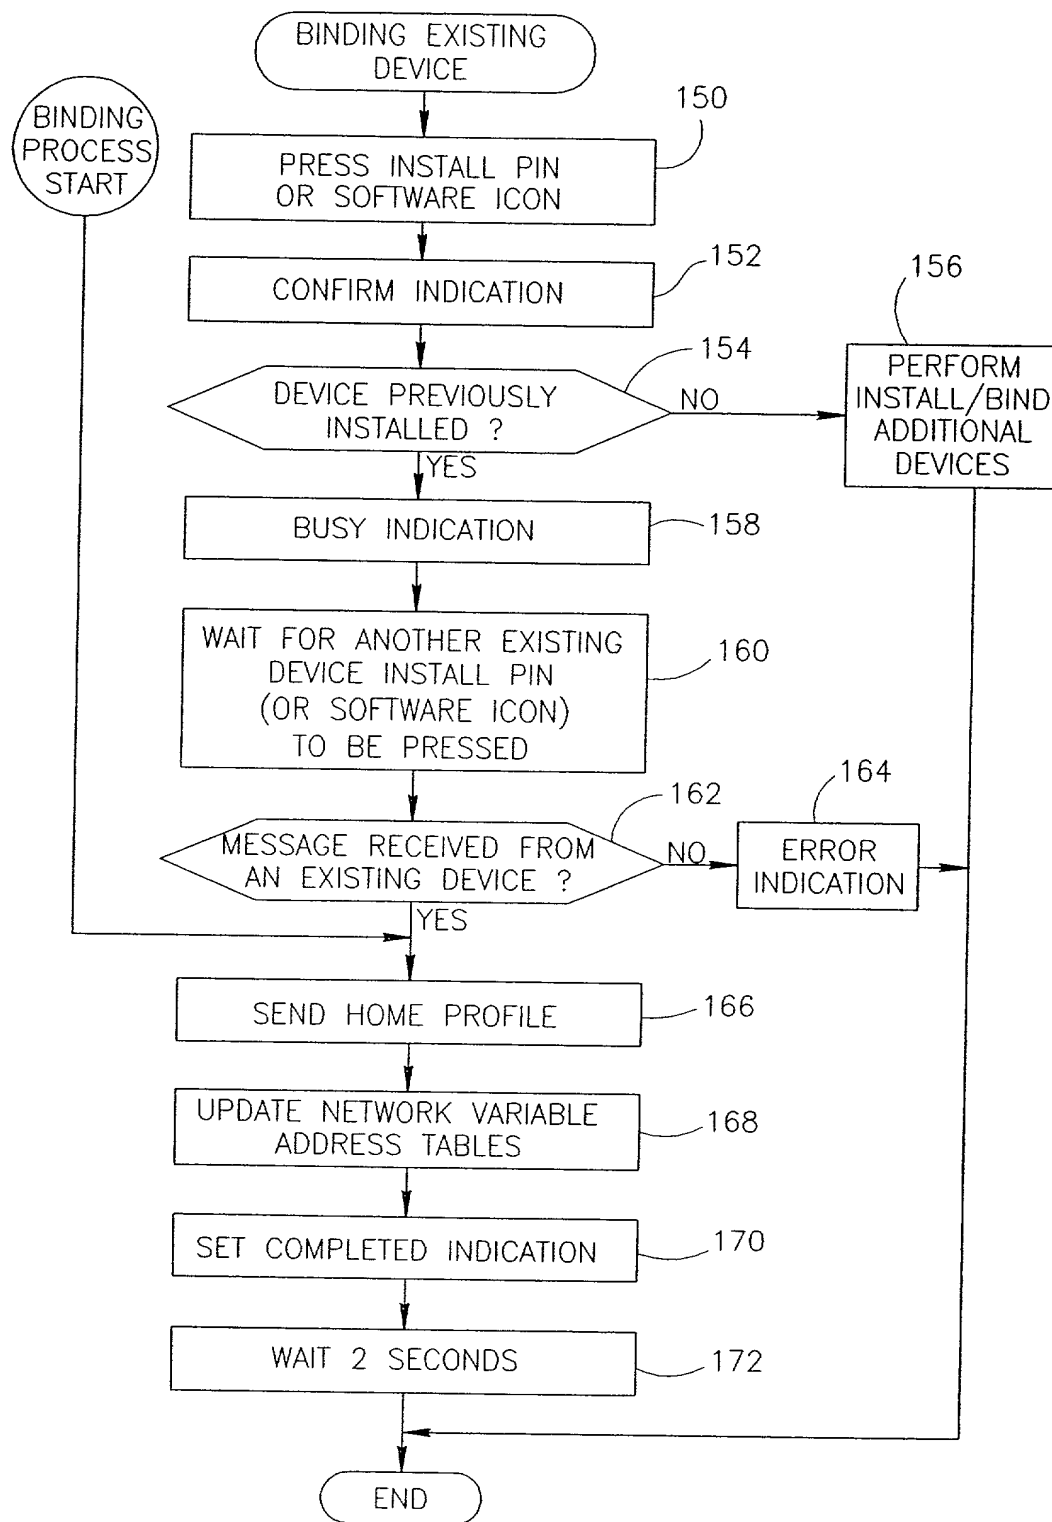 BINDING EXISTING
DEVICE
BINDING
PROCESS
START
150
PRESS INSTALL PIN
OR SOFTWARE ICON
152
CONFIRM INDICATION
154
DEVICE PREVIOUSLY
INSTALLED ?
NO
YES
156
PERFORM
INSTALL/BIND
ADDITIONAL
DEVICES
BUSY INDICATION
158
WAIT FOR ANOTHER EXISTING
DEVICE INSTALL PIN
(OR SOFTWARE ICON)
TO BE PRESSED
160
162
MESSAGE RECEIVED FROM
AN EXISTING DEVICE ?
NO
YES
164
ERROR
INDICATION
SEND HOME PROFILE
166
UPDATE NETWORK VARIABLE
ADDRESS TABLES
168
SET COMPLETED INDICATION
170
WAIT 2 SECONDS
172
END